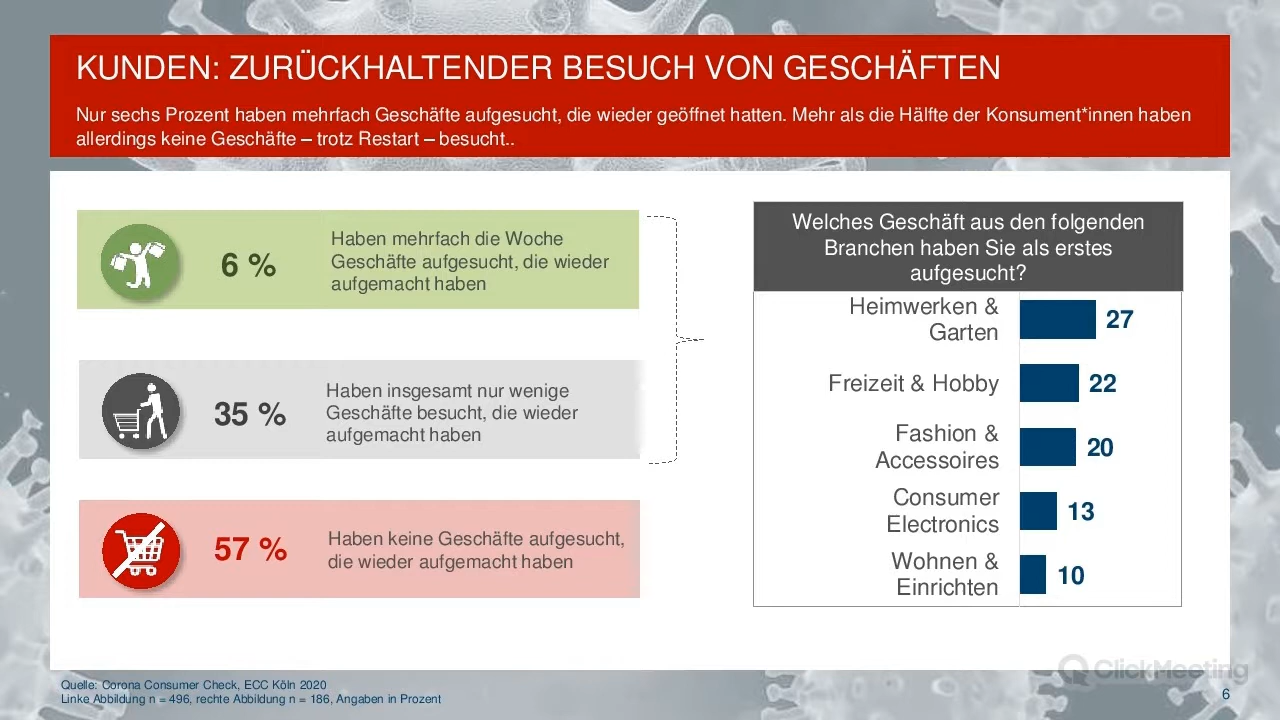 KUNDEN: ZURÜCKHALTENDER BESUCH VON GESCHÄFTEN
Nur sechs Prozent haben mehrfach Geschäfte aufgesucht, die wieder geöffnet hatten. Mehr als die Hälfte der Konsument*innen haben
allerdings keine Geschäfte – trotz Restart – besucht..
6 %
Haben mehrfach die Woche
Geschäfte aufgesucht, die wieder
aufgemacht haben
35 %
Haben insgesamt nur wenige
Geschäfte besucht, die wieder
aufgemacht haben
57 %
Haben keine Geschäfte aufgesucht,
die wieder aufgemacht haben
Welches Geschäft aus den folgenden
Branchen haben Sie als erstes
aufgesucht?
Heimwerken &
Garten
27
Freizeit & Hobby
22
Fashion &
Accessoires
20
Consumer
Electronics
13
Wohnen &
Einrichten
10
ClickMeeting
Quelle: Corona Consumer Check, ECC Köln 2020
Linke Abbildung n = 496, rechte Abbildung n = 186, Angaben in Prozent
6